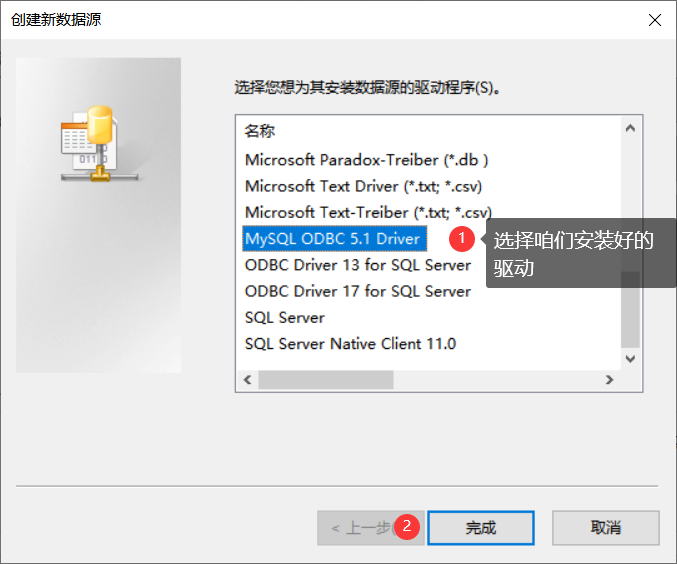 创建新数据源
选择您想为其安装数据源的驱动程序(S)。
名称
Microsoft Paradox-Treiber (*.db )
Microsoft Text Driver (*.txt; *.csv)
Microsoft Text-Treiber (*.txt; *.csv)
MySQL ODBC 5.1 Driver
1
选择咱们安装好的
驱动
ODBC Driver 13 for SQL Server
ODBC Driver 17 for SQL Server
SQL Server
SQL Server Native Client 11.0
< 上一步(
2
完成
取消